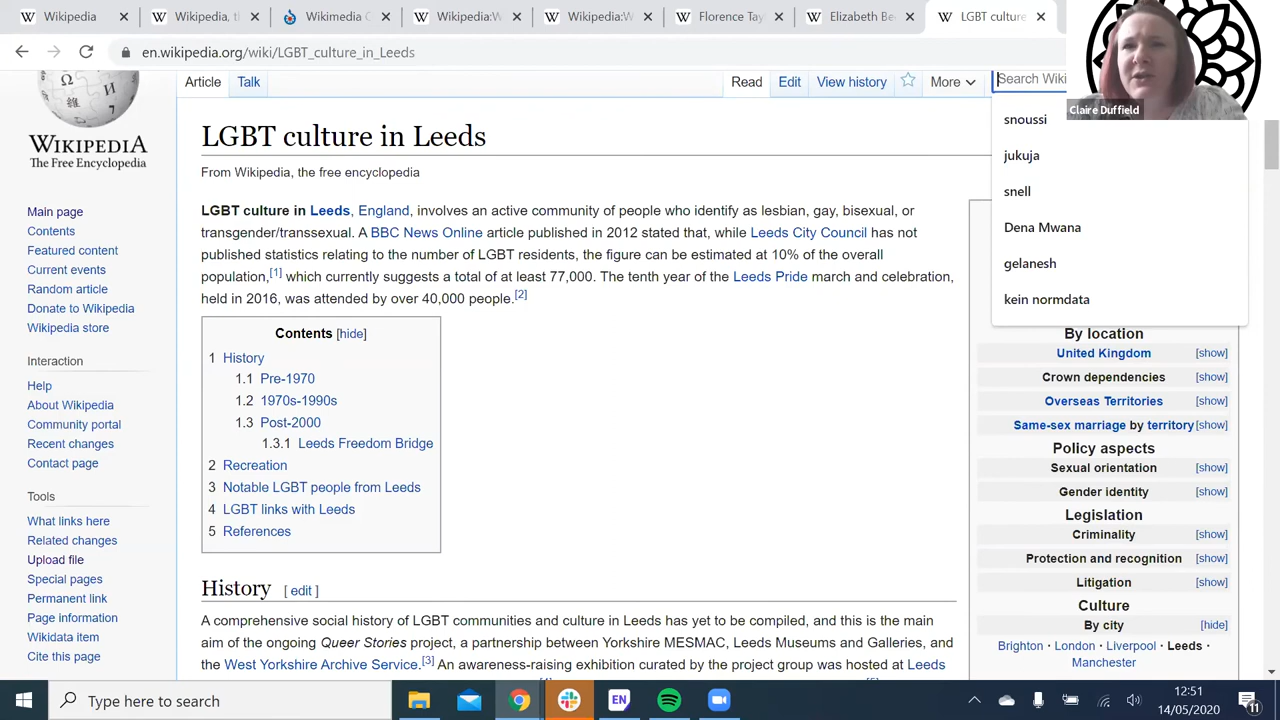 Wikipedia
Wikipedia, th
Wikimedia C
Wikipedia:W
Wikipedia:W
Florence Tay
Elizabeth Be
LGBT culture
en.wikipedia.org/wiki/LGBT_culture_in_Leeds
Article Talk Read Edit View history More Search Wiki
Claire Duffield
WIKIPEDIA
The Free Encyclopedia
Main page
Contents
Featured content
Current events
Random article
Donate to Wikipedia
Wikipedia store
Interaction
Help
About Wikipedia
Community portal
Recent changes
Contact page
Tools
What links here
Related changes
Upload file
Special pages
Permanent link
Page information
Wikidata item
Cite this page
LGBT culture in Leeds
From Wikipedia, the free encyclopedia
LGBT culture in Leeds, England, involves an active community of people who identify as lesbian, gay, bisexual, or
transgender/transsexual. A BBC News Online article published in 2012 stated that, while Leeds City Council has not
published statistics relating to the number of LGBT residents, the figure can be estimated at 10% of the overall
population,[1] which currently suggests a total of at least 77,000. The tenth year of the Leeds Pride march and celebration,
held in 2016, was attended by over 40,000 people.[2]
Contents [hide]
1 History
1.1 Pre-1970
1.2 1970s-1990s
1.3 Post-2000
1.3.1 Leeds Freedom Bridge
2 Recreation
3 Notable LGBT people from Leeds
4 LGBT links with Leeds
5 References
History [ edit ]
A comprehensive social history of LGBT communities and culture in Leeds has yet to be compiled, and this is the main
aim of the ongoing Queer Stories project, a partnership between Yorkshire MESMAC, Leeds Museums and Galleries, and
the West Yorkshire Archive Service.[3] An awareness-raising exhibition curated by the project group was hosted at Leeds
snoussi
jukuja
snell
Dena Mwana
gelanesh
kein normdata
By location
United Kingdom [show]
Crown dependencies [show]
Overseas Territories [show]
Same-sex marriage by territory [show]
Policy aspects
Sexual orientation [show]
Gender identity [show]
Legislation
Criminality [show]
Protection and recognition [show]
Litigation [show]
Culture
By city [hide]
Brighton · London · Liverpool · Leeds ·
Manchester
Type here to search
EN
12:51
14/05/2020
11